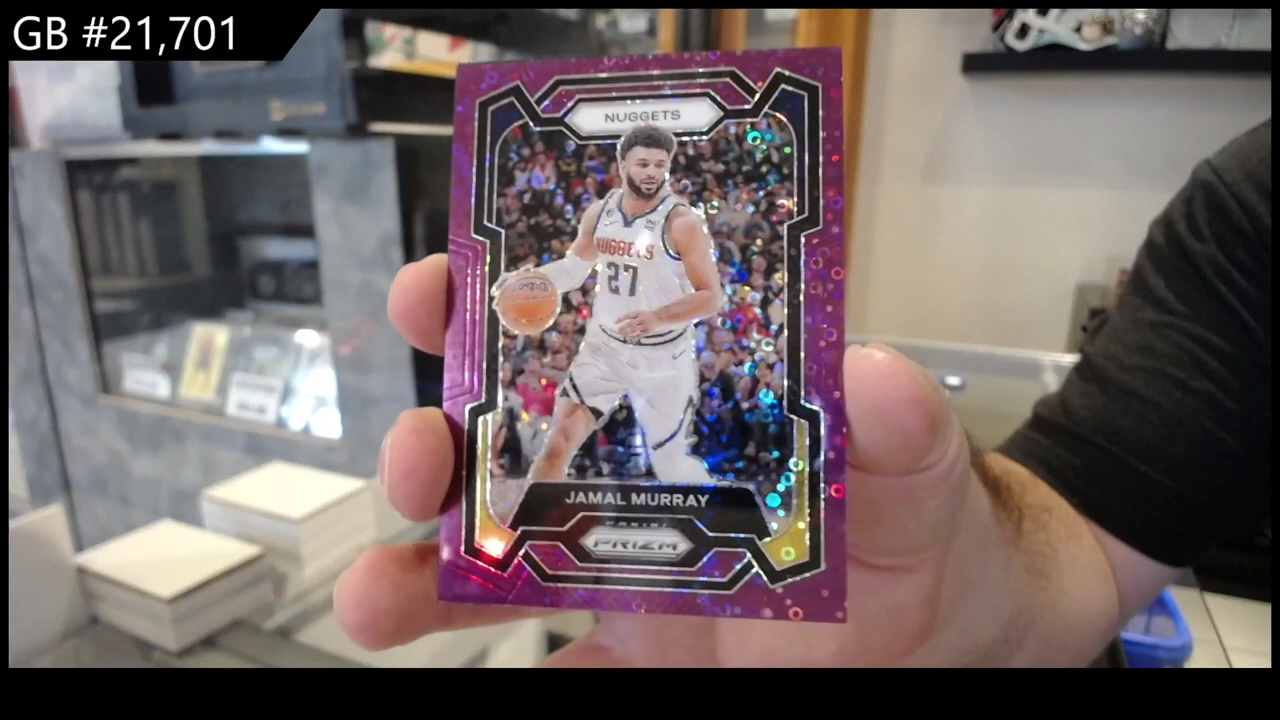 GB #21,701
NUGGETS
NUGGETS
27
JAMAL MURRAY
PANINI
PRIZM